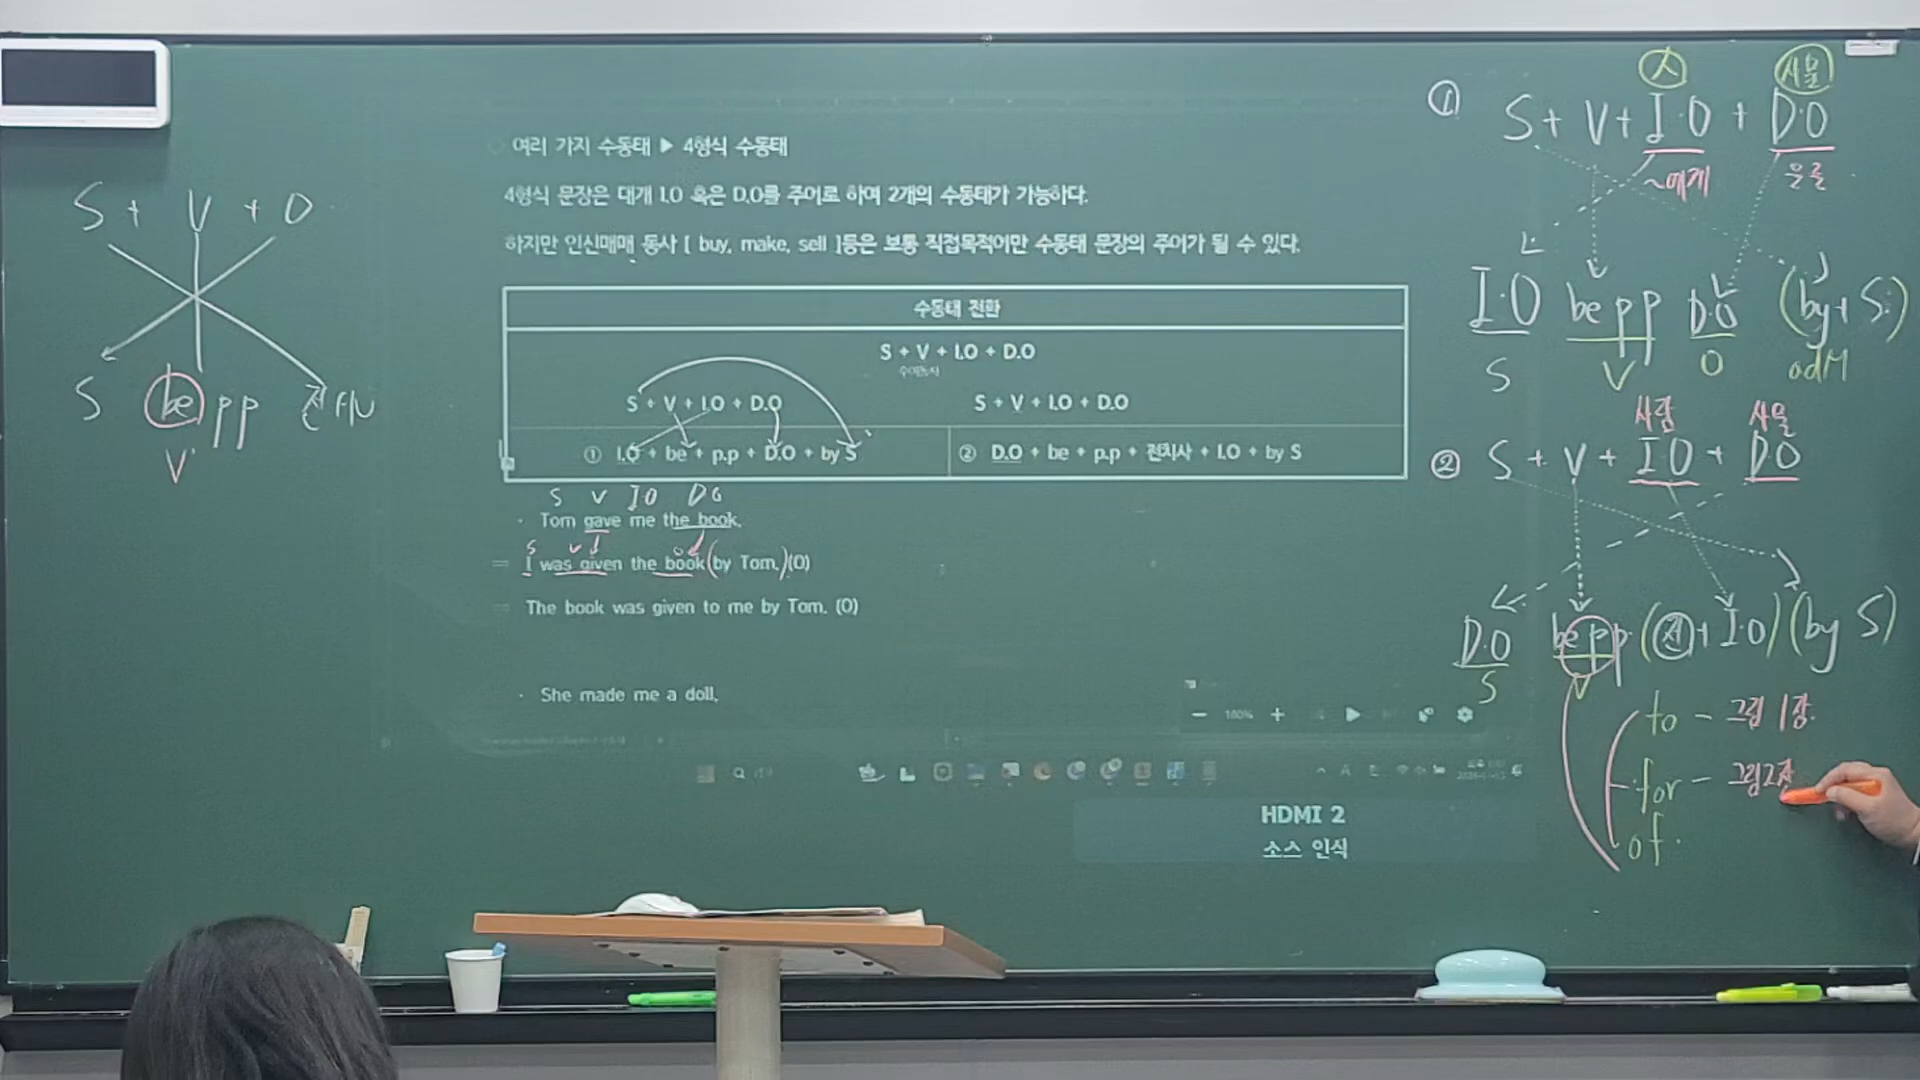 여러 가지 수동태 ▶ 4형식 수동태
4형식 문장은 대개 I.O 혹은 D.O를 주어로 하여 2개의 수동태가 가능하다.
하지만 인신매매 동사 [ buy, make, sell ]등은 보통 직접목적어만 수동태 문장의 주어가 될 수 있다.
수동태 전환
S + V + I.O + D.O
수여동사
S + V + I.O + D.O
S + V + I.O + D.O
① I.O + be + p.p + D.O + by S
② D.O + be + p.p + 전치사 + I.O + by S
S V I.O D.O
· Tom gave me the book.
S V O
= I was given the book (by Tom.) (O)
= The book was given to me by Tom. (O)
· She made me a doll.
100%
HDMI 2
소스 인식
S + V + O
S be pp
V
사물
① S + V + I.O + D.O
~에게 을를
I.O be pp D.O (by + S)
S V O adM
사람 사물
② S + V + I.O + D.O
D.O be pp (전 + I.O) (by S)
S V
to - 그림 1장
for - 그림2장
of